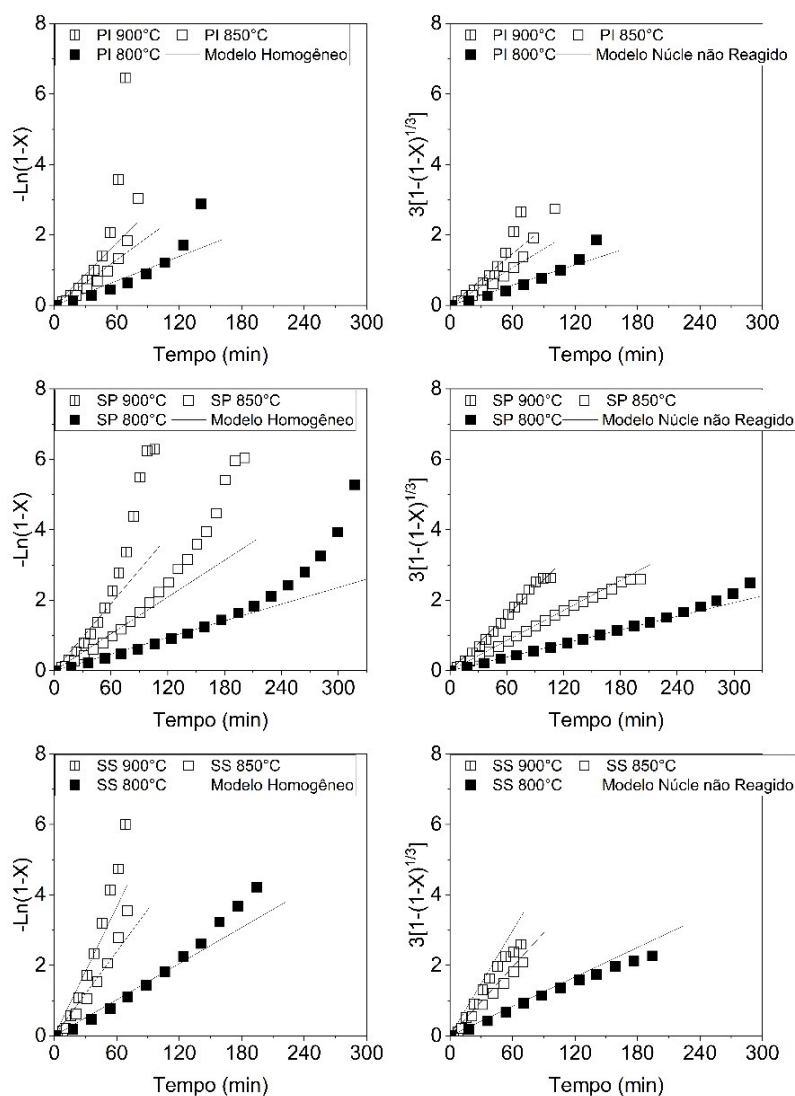 8
PI 900°C PI 850°C
PI 800°C Modelo Homogêneo
6
4
2
0
-Ln(1-X)
0 60 120 180 240 300
Tempo (min)
8
PI 900°C PI 850°C
PI 800°C Modelo Núcle não Reagido
6
4
2
0
3[1-(1-X)^1/3]
0 60 120 180 240 300
Tempo (min)
8
SP 900°C SP 850°C
SP 800°C Modelo Homogêneo
6
4
2
0
-Ln(1-X)
0 60 120 180 240 300
Tempo (min)
8
SP 900°C SP 850°C
SP 800°C Modelo Núcle não Reagido
6
4
2
0
3[1-(1-X)^1/3]
0 60 120 180 240 300
Tempo (min)
8
SS 900°C SS 850°C
SS 800°C Modelo Homogêneo
6
4
2
0
-Ln(1-X)
0 60 120 180 240 300
Tempo (min)
8
SS 900°C SS 850°C
SS 800°C Modelo Núcle não Reagido
6
4
2
0
3[1-(1-X)^1/3]
0 60 120 180 240 300
Tempo (min)